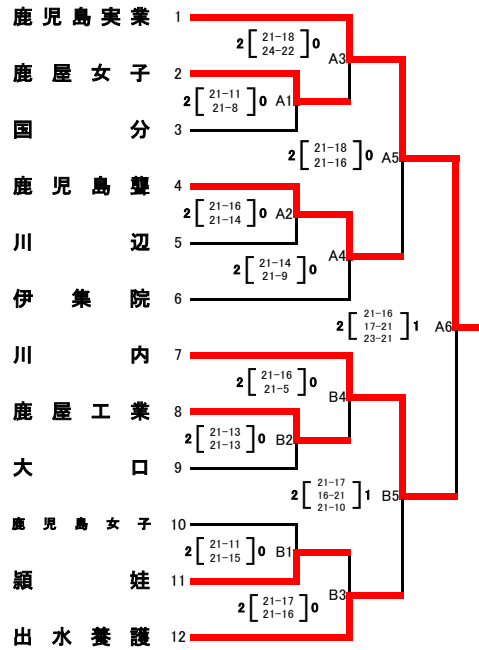 鹿児島実業 1
2 21-18 0
24-22
A3
鹿屋女子 2
2 21-11 0 A1
21-8
国分 3
2 21-18 0 A5
21-16
鹿児島聾 4
2 21-16 0 A2
21-14
川辺 5
A4
2 21-14 0
21-9
伊集院 6
2 21-16 1 A6
17-21
23-21
川内 7
2 21-16 0
21-5
B4
鹿屋工業 8
2 21-13 0 B2
21-13
大口 9
2 21-17 1 B5
16-21
21-10
鹿児島女子 10
2 21-11 0 B1
21-15
頴娃 11
B3
2 21-17 0
21-16
出水養護 12